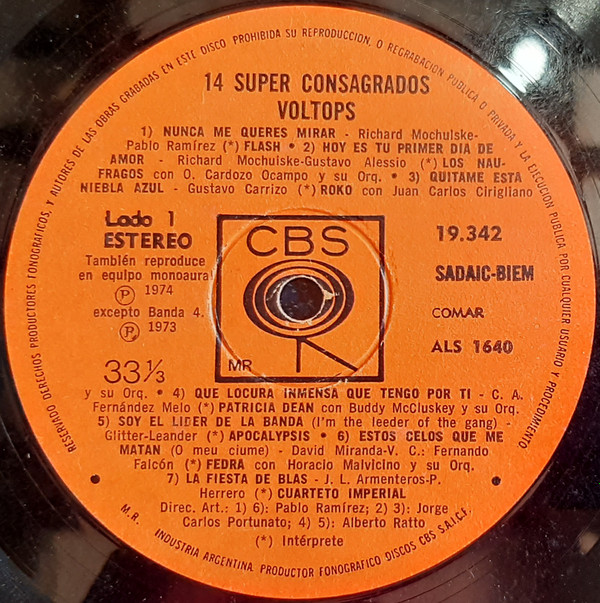 RESERVADO DERECHOS PRODUCTORES FONOGRAFICOS, Y AUTORES DE LAS OBRAS GRABADAS EN ESTE DISCO PROHIBIDA SU REPRODUCCION, O REGRABACION PUBLICA O PRIVADA Y LA EJECUCION PUBLICA POR CUALQUIER USUARIO Y PROCEDIMIENTO
14 SUPER CONSAGRADOS
VOLTOPS
1) NUNCA ME QUERES MIRAR - Richard Mochulske-
Pablo Ramírez (*) FLASH • 2) HOY ES TU PRIMER DIA DE
AMOR - Richard Mochulske-Gustavo Alessio (*) LOS NAU-
FRAGOS con O. Cardozo Ocampo y su Orq. • 3) QUITAME ESTA
NIEBLA AZUL - Gustavo Carrizo (*) ROKO con Juan Carlos Cirigliano
Lado 1
ESTEREO
También reproduce
en equipo monoaural
Ⓟ 1974
excepto Banda 4.
Ⓟ 1973
33⅓
CBS
MR
19.342
SADAIC-BIEM
COMAR
ALS 1640
y su Orq. • 4) QUE LOCURA INMENSA QUE TENGO POR TI - C. A.
Fernández Melo (*) PATRICIA DEAN con Buddy McCluskey y su Orq.
5) SOY EL LIDER DE LA BANDA (I'm the leeder of the gang) -
Glitter-Leander (*) APOCALYPSIS • 6) ESTOS CELOS QUE ME
MATAN (O meu ciume) - David Miranda-V. C.: Fernando
Falcón (*) FEDRA con Horacio Malvicino y su Orq.
7) LA FIESTA DE BLAS - J. L. Armenteros-P.
Herrero (*) CUARTETO IMPERIAL
Direc. Art.: 1) 6): Pablo Ramírez; 2) 3): Jorge
Carlos Portunato; 4) 5): Alberto Ratto
(*) Intérprete
M.R. INDUSTRIA ARGENTINA PRODUCTOR FONOGRAFICO DISCOS CBS S.A.I.C.F.